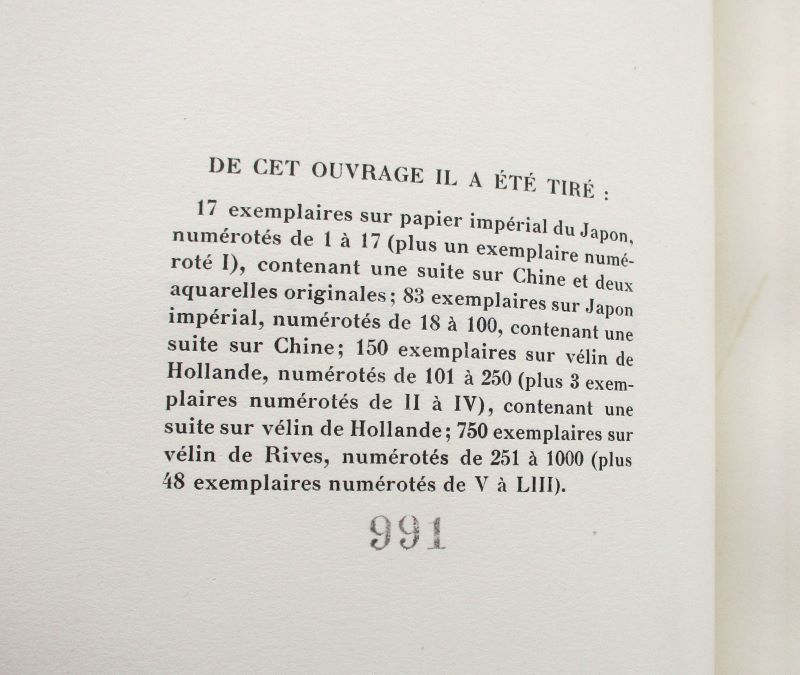 DE CET OUVRAGE IL A ÉTÉ TIRÉ :
17 exemplaires sur papier impérial du Japon,
numérotés de 1 à 17 (plus un exemplaire numé-
roté I), contenant une suite sur Chine et deux
aquarelles originales; 83 exemplaires sur Japon
impérial, numérotés de 18 à 100, contenant une
suite sur Chine; 150 exemplaires sur vélin de
Hollande, numérotés de 101 à 250 (plus 3 exem-
plaires numérotés de II à IV), contenant une
suite sur vélin de Hollande; 750 exemplaires sur
vélin de Rives, numérotés de 251 à 1000 (plus
48 exemplaires numérotés de V à LIII).
991